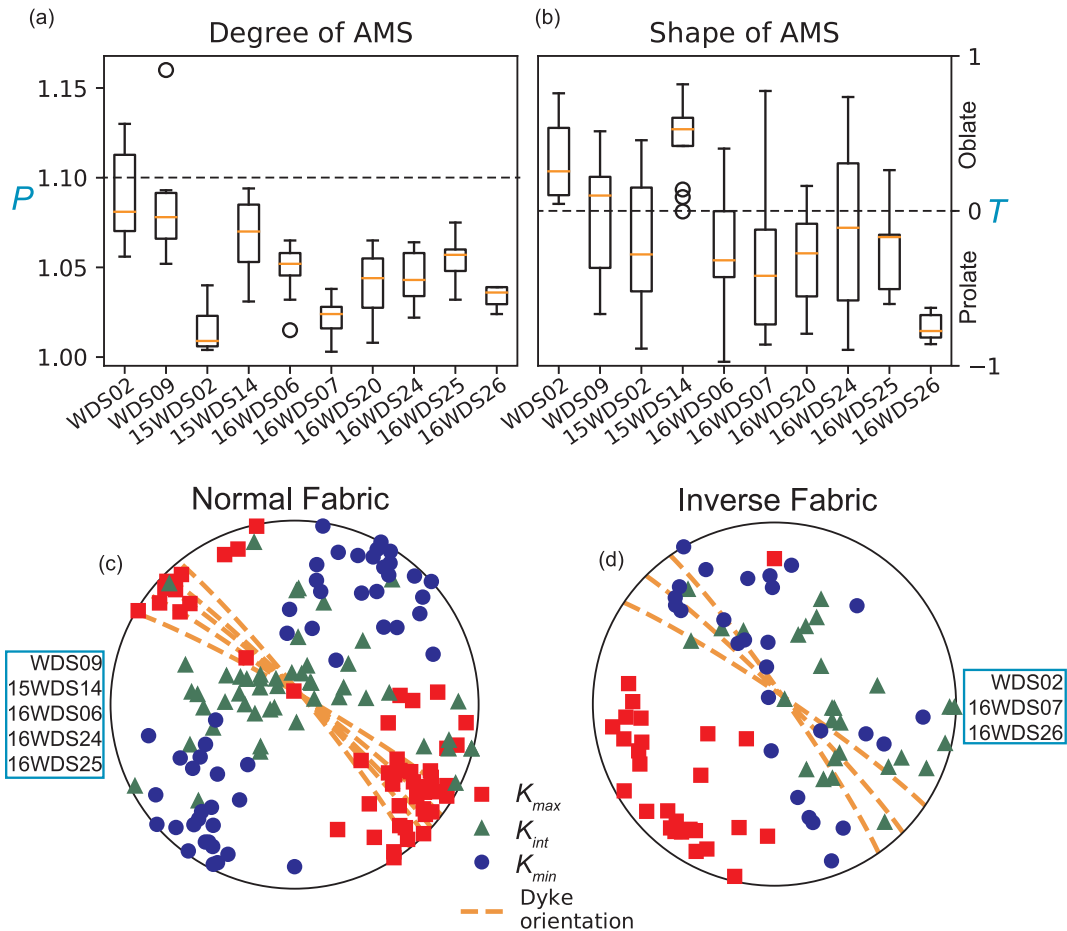 (a)
Degree of AMS
1.15
1.10
1.05
1.00
P
WDS02
WDS09
15WDS02
15WDS14
16WDS06
16WDS07
16WDS20
16WDS24
16WDS25
16WDS26
(b)
Shape of AMS
1
0
−1
T
Oblate
Prolate
WDS02
WDS09
15WDS02
15WDS14
16WDS06
16WDS07
16WDS20
16WDS24
16WDS25
16WDS26
Normal Fabric
(c)
WDS09
15WDS14
16WDS06
16WDS24
16WDS25
Kmax
Kint
Kmin
Dyke
orientation
Inverse Fabric
(d)
WDS02
16WDS07
16WDS26